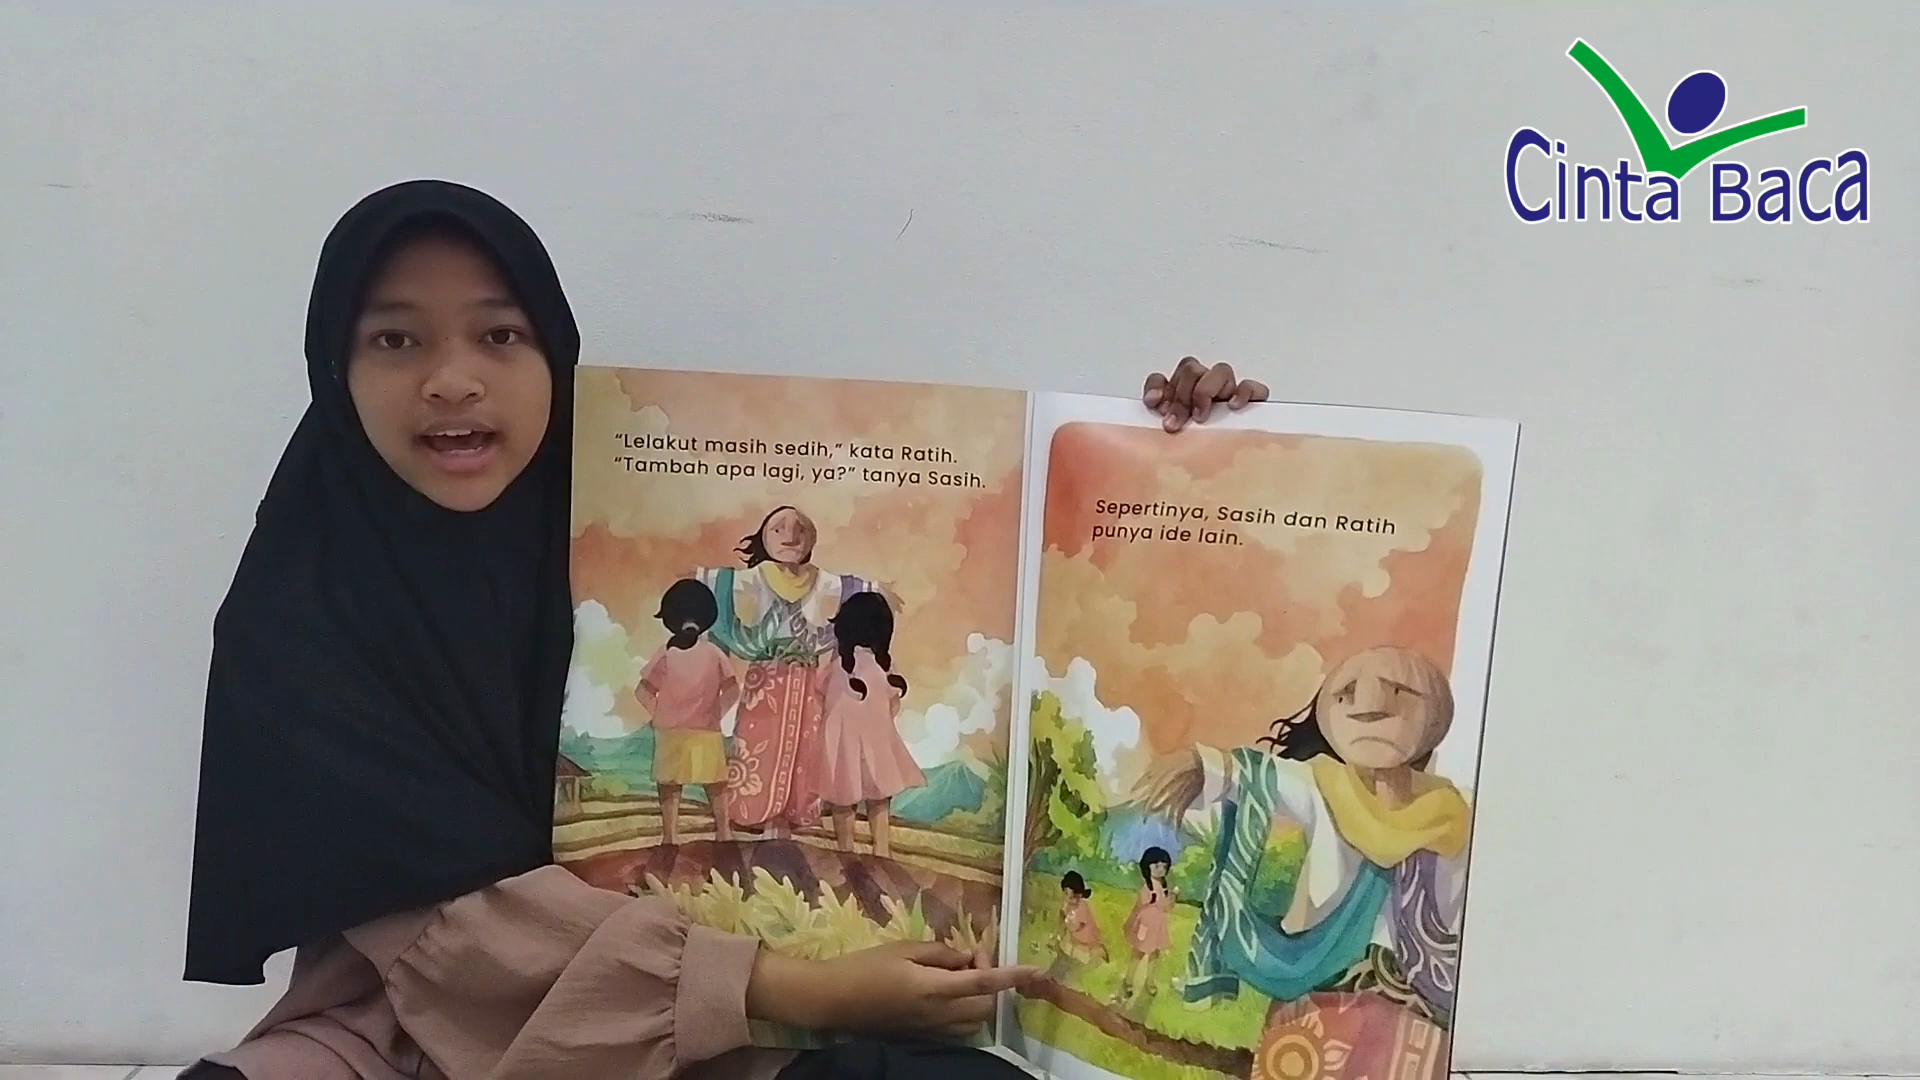 Cinta Baca
“Lelakut masih sedih,” kata Ratih.
“Tambah apa lagi, ya?” tanya Sasih.
Sepertinya, Sasih dan Ratih
punya ide lain.